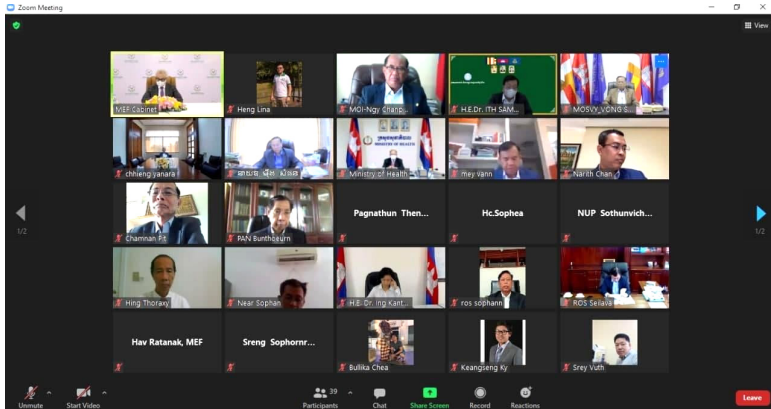 Zoom Meeting
View
MEF Cabinet
Heng Lina
MOI-Ngy Chanp...
H.E.Dr. ITH SAM...
MOSVY_VONG S...
chhieng yanara
Ministry of Health
MINISTRY OF HEALTH
mey vann
Narith Chan
Chamnan Pit
PAN Bunthoeurn
Pagnathun Then...
Hc.Sophea
NUP Sothunvich...
1/2
1/2
Hing Thoraxy
Near Sophan
H.E. Dr. Ing Kant...
ros sophann
ROS Seilava
Hav Ratanak, MEF
Sreng Sophornr...
Bullika Chea
Keangseng Ky
Srey Vuth
Unmute
Start Video
39
Participants
Chat
Share Screen
Record
Reactions
Leave